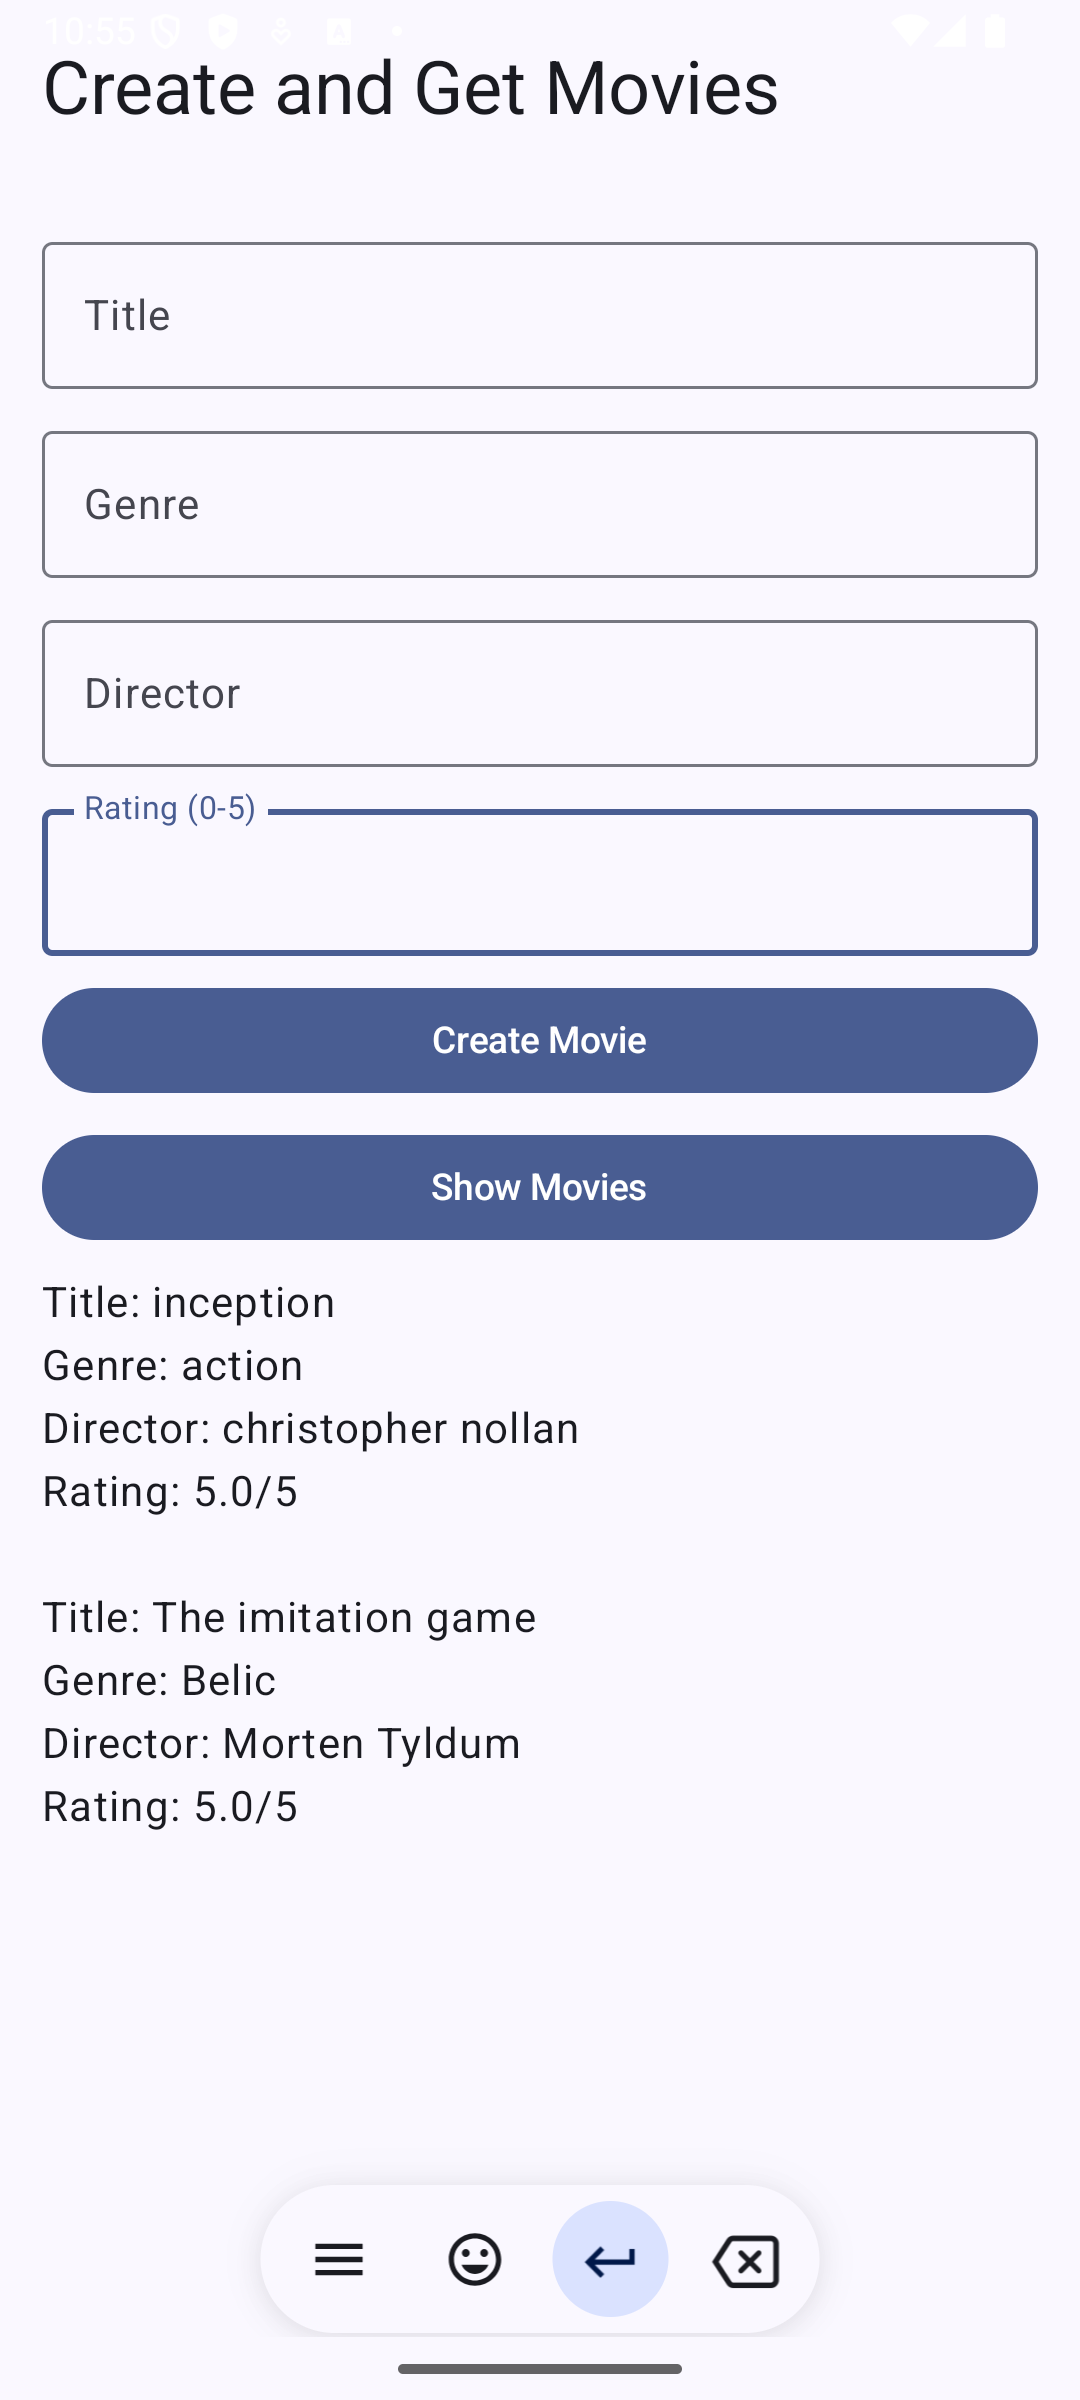 10:55
Create and Get Movies
Title
Genre
Director
Rating (0-5)
Create Movie
Show Movies
Title: inception
Genre: action
Director: christopher nollan
Rating: 5.0/5
Title: The imitation game
Genre: Belic
Director: Morten Tyldum
Rating: 5.0/5